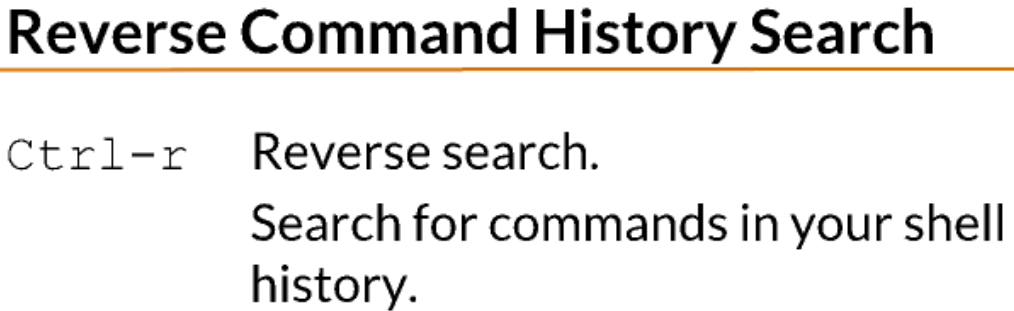 Reverse Command History Search
Ctrl-r Reverse search.
Search for commands in your shell
history.